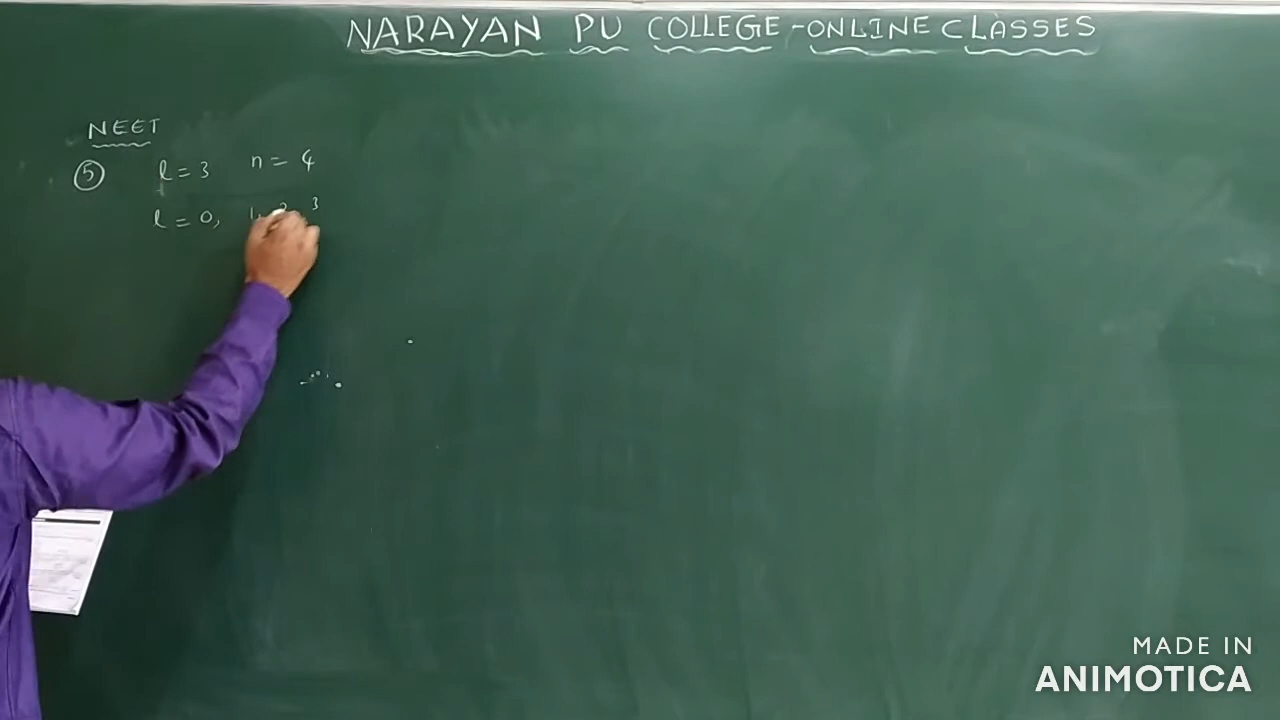 NARAYAN PU COLLEGE - ONLINE CLASSES
NEET
5 l = 3 n = 4
l = 0, 1, 2, 3
MADE IN
ANIMOTICA